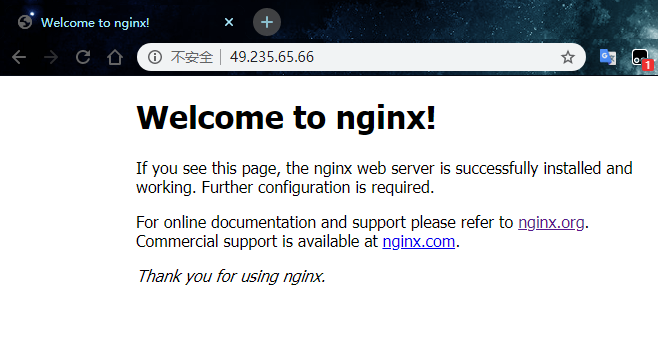 Welcome to nginx!
不安全 49.235.65.66
1
Welcome to nginx!
If you see this page, the nginx web server is successfully installed and
working. Further configuration is required.
For online documentation and support please refer to nginx.org.
Commercial support is available at nginx.com.
Thank you for using nginx.